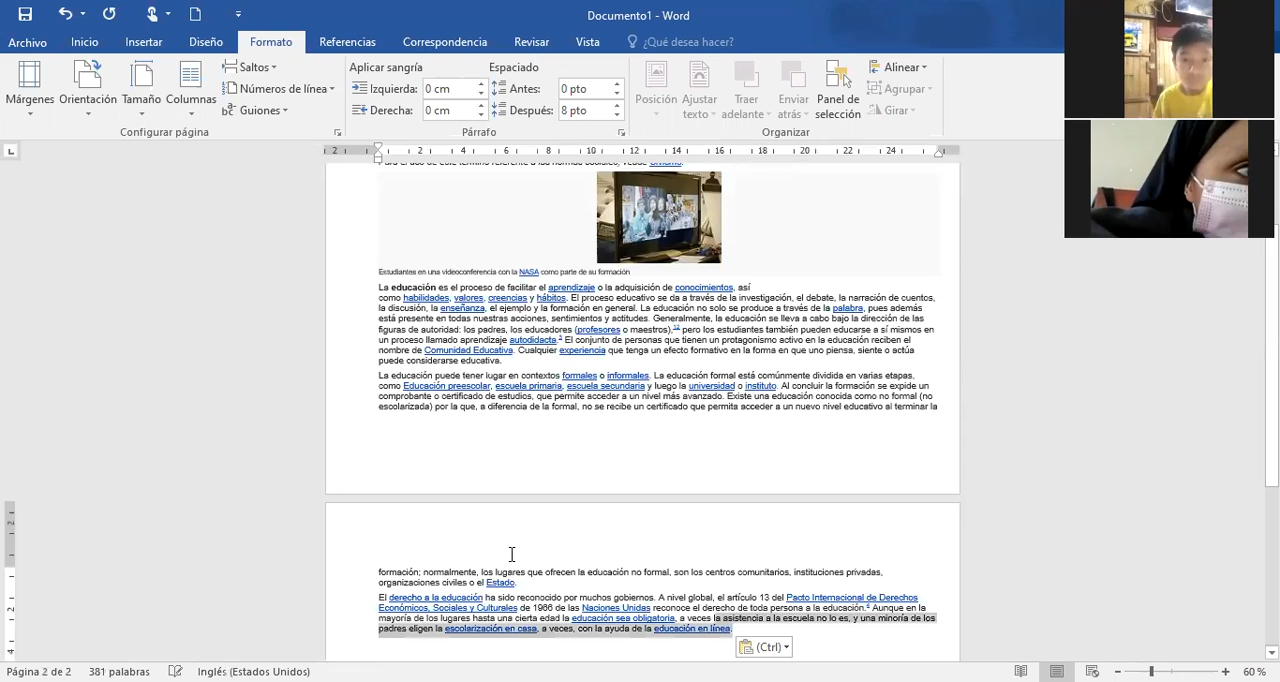 Documento1 - Word
Archivo Inicio Insertar Diseño Formato Referencias Correspondencia Revisar Vista ¿Qué desea hacer?
Márgenes Orientación Tamaño Columnas
Saltos
Números de línea
Guiones
Configurar página
Aplicar sangría Espaciado
Izquierda: 0 cm Antes: 0 pto
Derecha: 0 cm Después: 8 pto
Párrafo
Posición Ajustar texto Traer adelante Enviar atrás Panel de selección
Alinear
Agrupar
Girar
Organizar
2 2 4 6 8 10 12 14 16 18 20 22 24
Estudiantes en una videoconferencia con la NASA como parte de su formación
La educación es el proceso de facilitar el aprendizaje o la adquisición de conocimientos, así
como habilidades, valores, creencias y hábitos. El proceso educativo se da a través de la investigación, el debate, la narración de cuentos,
la discusión, la enseñanza, el ejemplo y la formación en general. La educación no solo se produce a través de la palabra, pues además
está presente en todas nuestras acciones, sentimientos y actitudes. Generalmente, la educación se lleva a cabo bajo la dirección de las
figuras de autoridad: los padres, los educadores (profesores o maestros), pero los estudiantes también pueden educarse a sí mismos en
un proceso llamado aprendizaje autodidacta. El conjunto de personas que tienen un protagonismo activo en la educación reciben el
nombre de Comunidad Educativa. Cualquier experiencia que tenga un efecto formativo en la forma en que uno piensa, siente o actúa
puede considerarse educativa.
La educación puede tener lugar en contextos formales o informales. La educación formal está comúnmente dividida en varias etapas,
como Educación preescolar, escuela primaria, escuela secundaria y luego la universidad o instituto. Al concluir la formación se expide un
comprobante o certificado de estudios, que permite acceder a un nivel más avanzado. Existe una educación conocida como no formal (no
escolarizada) por la que, a diferencia de la formal, no se recibe un certificado que permita acceder a un nuevo nivel educativo al terminar la
formación; normalmente, los lugares que ofrecen la educación no formal, son los centros comunitarios, instituciones privadas,
organizaciones civiles o el Estado.
El derecho a la educación ha sido reconocido por muchos gobiernos. A nivel global, el artículo 13 del Pacto Internacional de Derechos
Económicos, Sociales y Culturales de 1966 de las Naciones Unidas reconoce el derecho de toda persona a la educación. Aunque en la
mayoría de los lugares hasta una cierta edad la educación sea obligatoria, a veces la asistencia a la escuela no lo es, y una minoría de los
padres eligen la escolarización en casa, a veces, con la ayuda de la educación en línea.
(Ctrl)
Página 2 de 2 381 palabras Inglés (Estados Unidos) 60 %